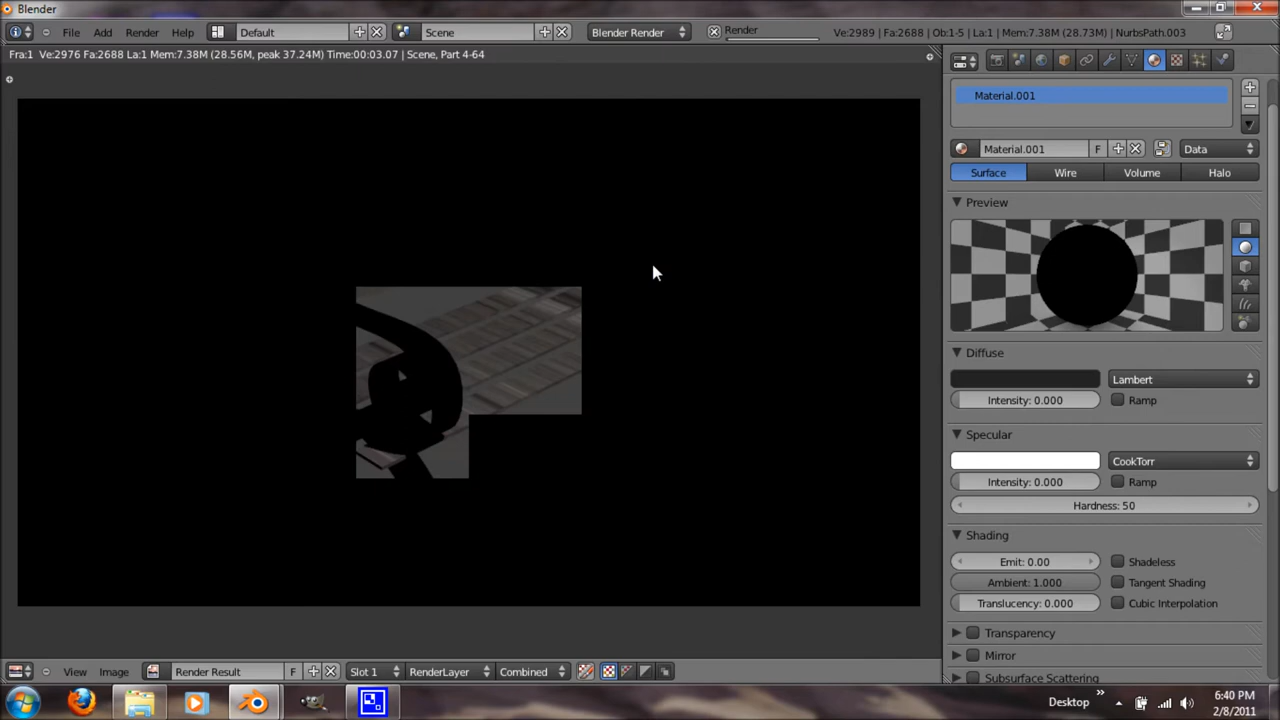 Blender
File Add Render Help Default Scene Blender Render Render Ve:2989 | Fa:2688 | Ob:1-5 | La:1 | Mem:7.38M (28.73M) | NurbsPath.003
Fra:1 Ve:2976 Fa:2688 La:1 Mem:7.38M (28.56M, peak 37.24M) Time:00:03.07 | Scene, Part 4-64
Material.001
Material.001 F Data
Surface Wire Volume Halo
Preview
Diffuse
Lambert
Intensity: 0.000 Ramp
Specular
CookTorr
Intensity: 0.000 Ramp
Hardness: 50
Shading
Emit: 0.00 Shadeless
Ambient: 1.000 Tangent Shading
Translucency: 0.000 Cubic Interpolation
Transparency
Mirror
Subsurface Scattering
View Image Render Result F Slot 1 RenderLayer Combined
Desktop
6:40 PM
2/8/2011